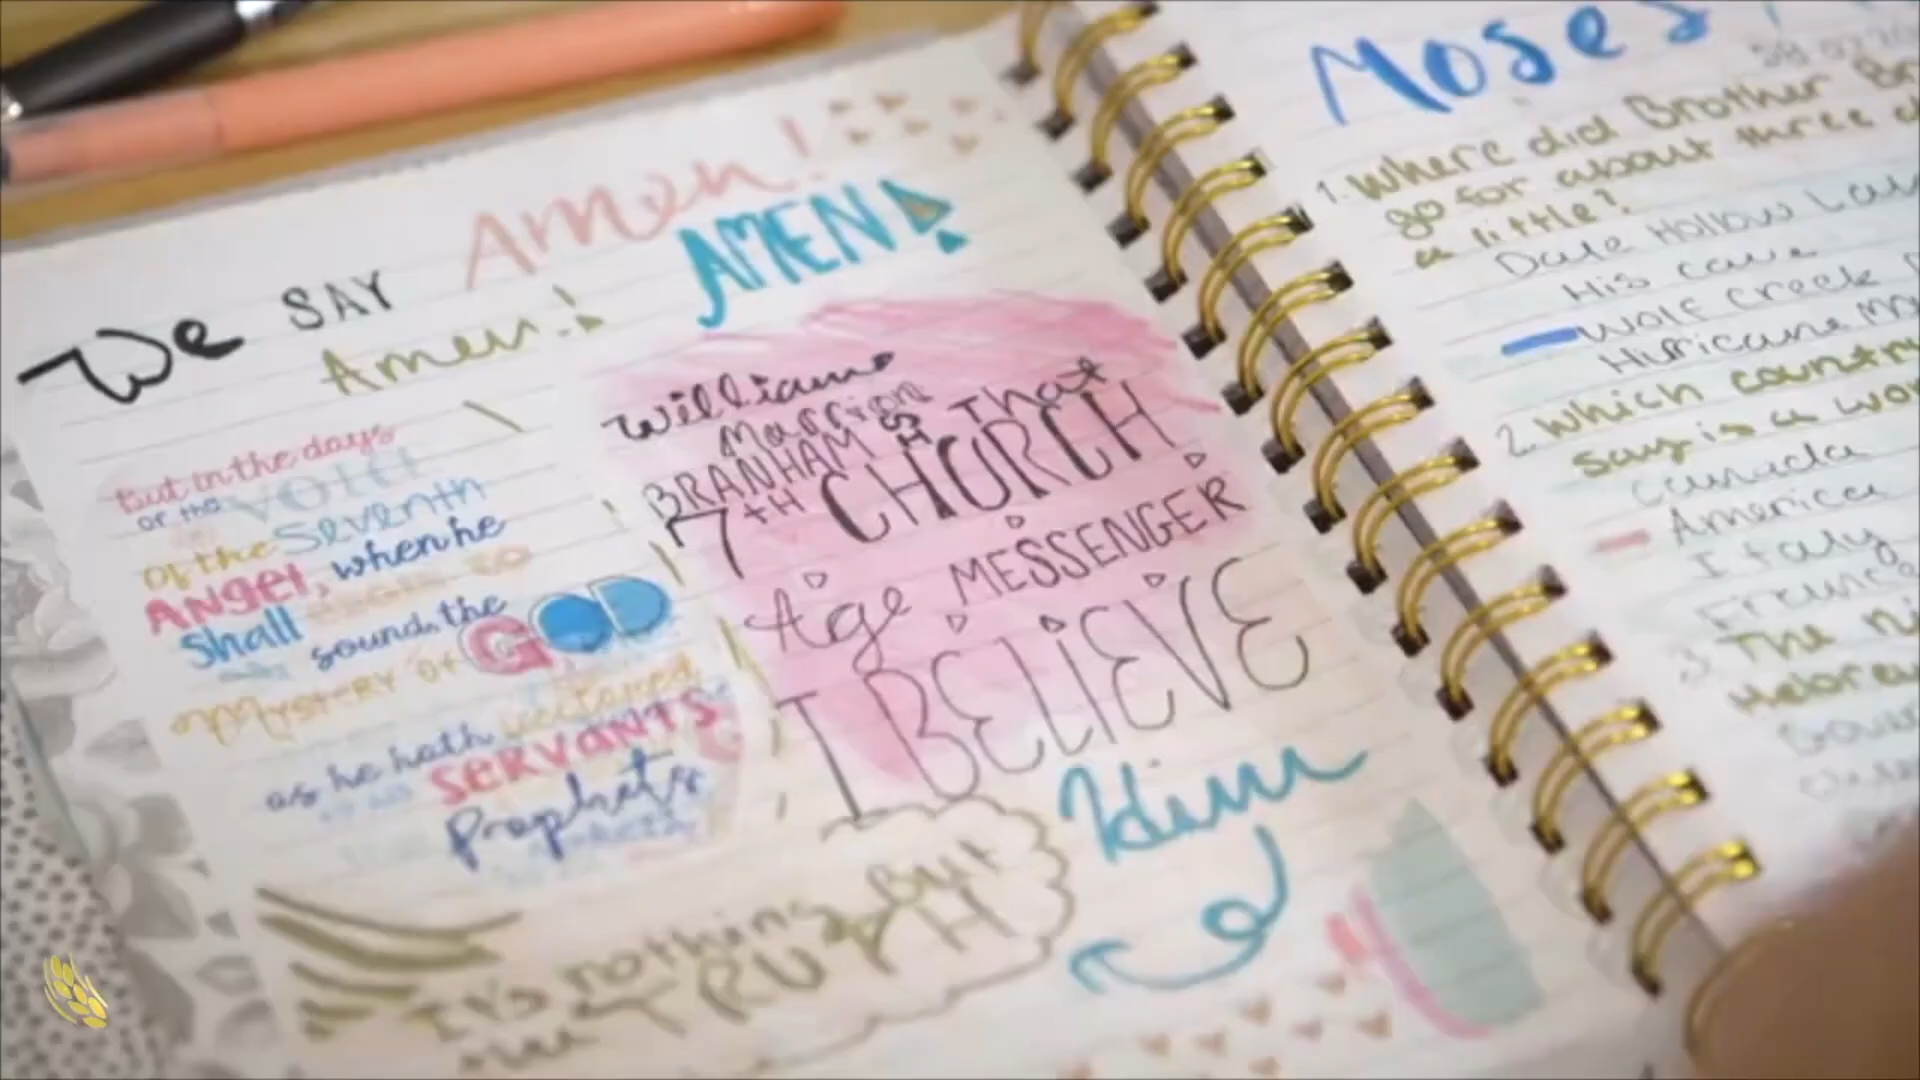 We SAY Amen!
Amen!
AMEN!
But in the days
of the VOICE
Of the Seventh
ANGEL, when he
shall begin to
sound, the
MYSTERY OF GOD
as he hath declared
SERVANTS
Prophets
William
Marrion
BRANHAM IS That
7TH CHURCH
Age MESSENGER
I BELIEVE
Him
It's nothing but
the TRUTH
Moses
1. Where did Brother
go for about three
a little?
Dale Hollow
His cave
Wolf Creek
Hurricane
2. Which
say is a
Canada
America
Italy
France
3. The